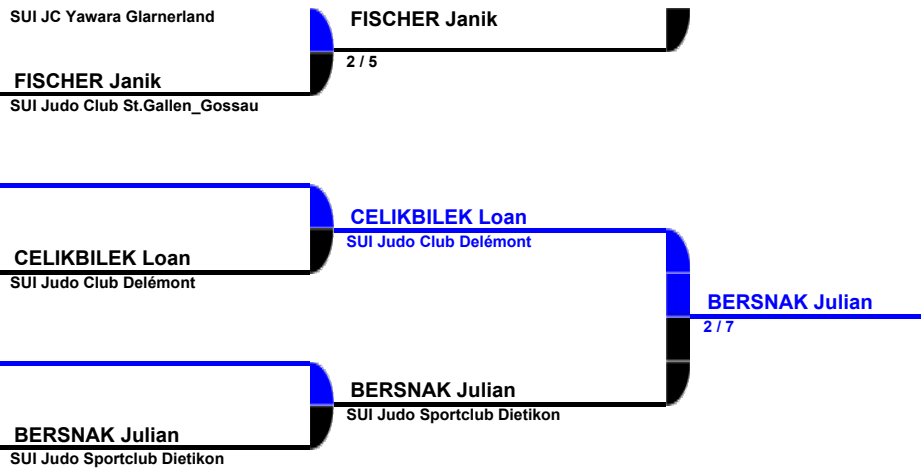 SUI JC Yawara Glarnerland
FISCHER Janik
2 / 5
FISCHER Janik
SUI Judo Club St.Gallen_Gossau
CELIKBILEK Loan
SUI Judo Club Delémont
CELIKBILEK Loan
SUI Judo Club Delémont
BERSNAK Julian
2 / 7
BERSNAK Julian
SUI Judo Sportclub Dietikon
BERSNAK Julian
SUI Judo Sportclub Dietikon